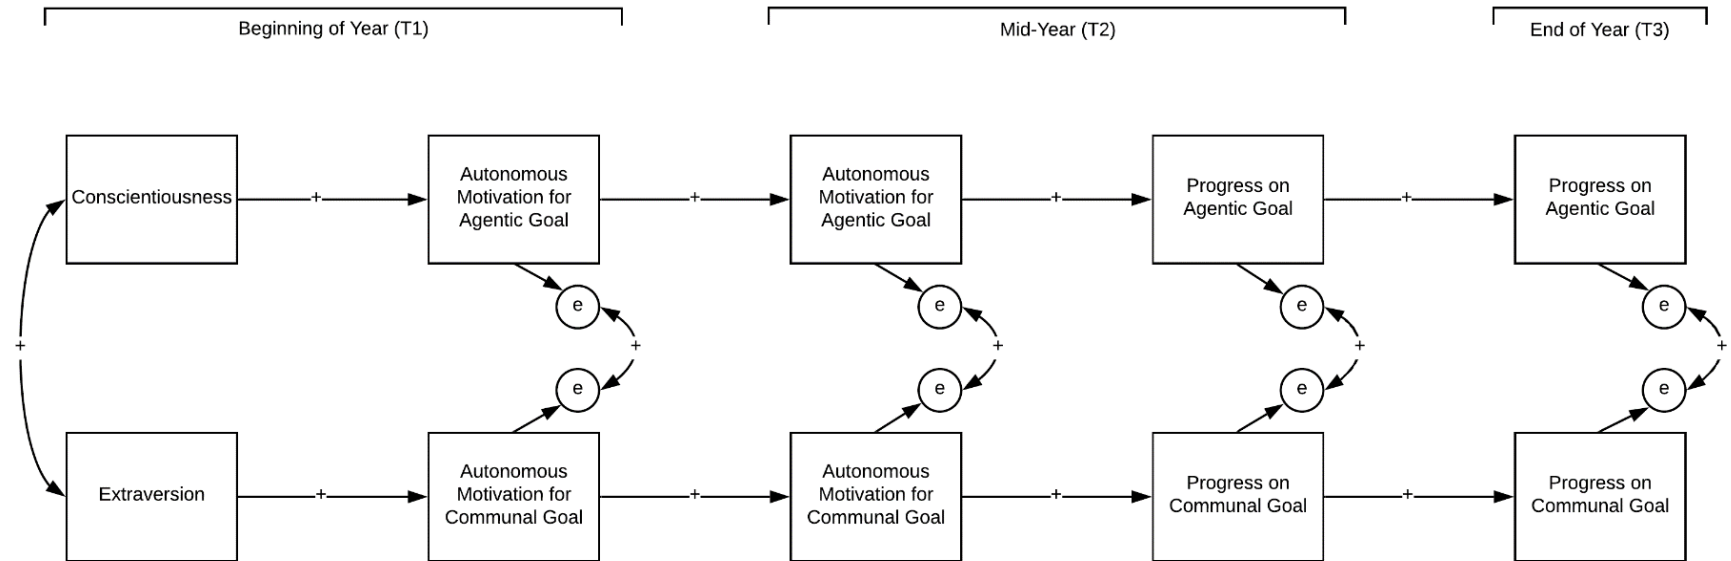 Beginning of Year (T1)
Mid-Year (T2)
End of Year (T3)
Conscientiousness
+
Autonomous
Motivation for
Agentic Goal
+
Autonomous
Motivation for
Agentic Goal
+
Progress on
Agentic Goal
+
Progress on
Agentic Goal
e
e
e
e
+
+
+
+
+
e
e
e
e
Extraversion
+
Autonomous
Motivation for
Communal Goal
+
Autonomous
Motivation for
Communal Goal
+
Progress on
Communal Goal
+
Progress on
Communal Goal